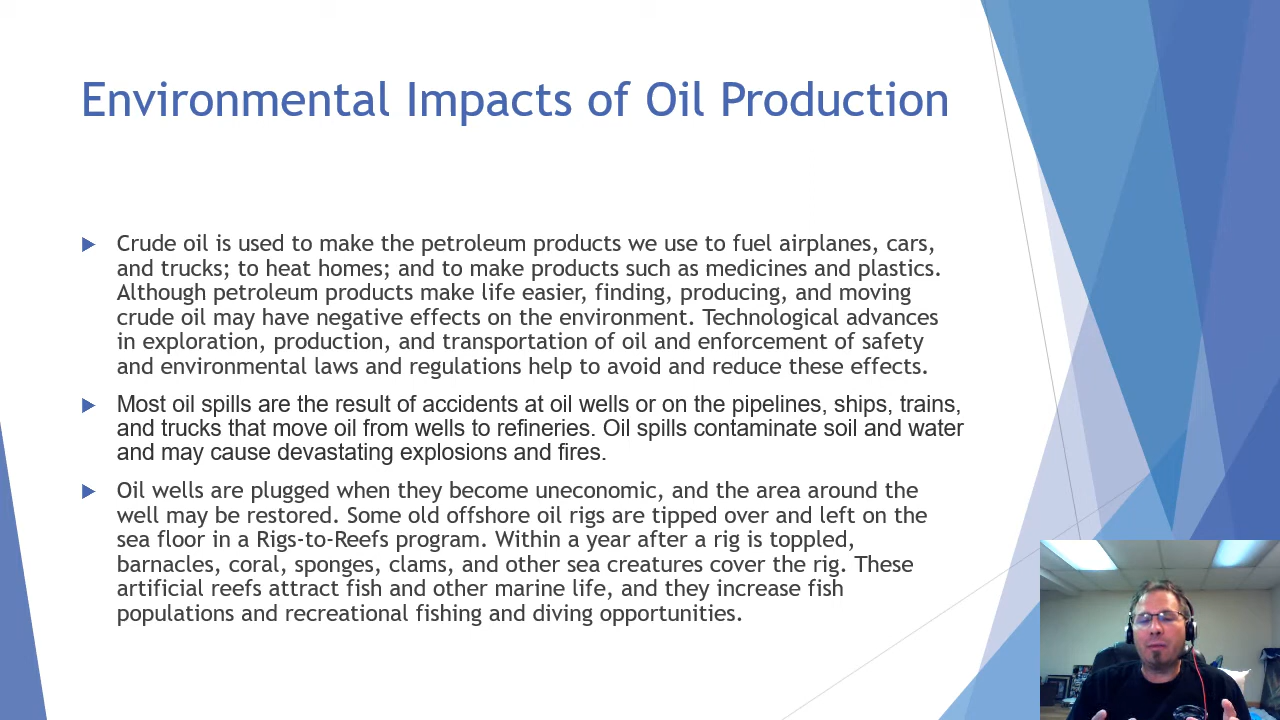 Environmental Impacts of Oil Production
Crude oil is used to make the petroleum products we use to fuel airplanes, cars,
and trucks; to heat homes; and to make products such as medicines and plastics.
Although petroleum products make life easier, finding, producing, and moving
crude oil may have negative effects on the environment. Technological advances
in exploration, production, and transportation of oil and enforcement of safety
and environmental laws and regulations help to avoid and reduce these effects.
Most oil spills are the result of accidents at oil wells or on the pipelines, ships, trains,
and trucks that move oil from wells to refineries. Oil spills contaminate soil and water
and may cause devastating explosions and fires.
Oil wells are plugged when they become uneconomic, and the area around the
well may be restored. Some old offshore oil rigs are tipped over and left on the
sea floor in a Rigs-to-Reefs program. Within a year after a rig is toppled,
barnacles, coral, sponges, clams, and other sea creatures cover the rig. These
artificial reefs attract fish and other marine life, and they increase fish
populations and recreational fishing and diving opportunities.